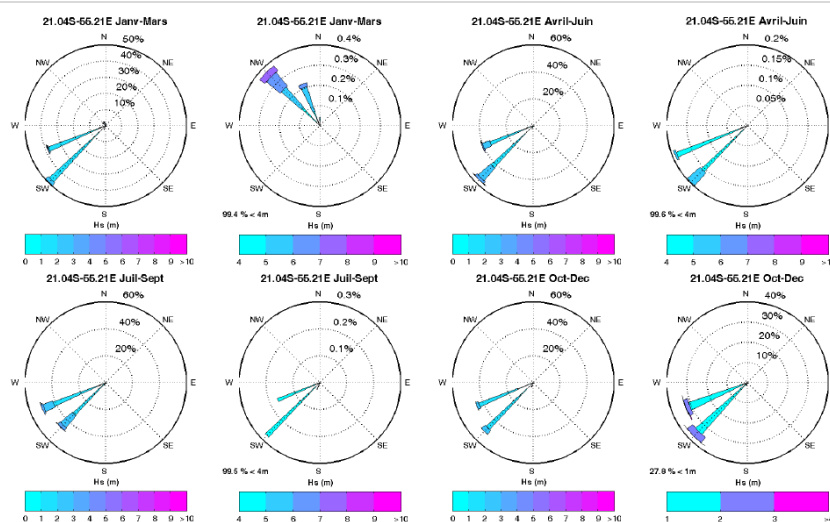 21.04S-55.21E Janv-Mars
N
50%
40%
30%
20%
10%
NW
NE
W
E
SW
SE
S
Hs (m)
0 1 2 3 4 5 6 7 8 9 >10
21.04S-55.21E Janv-Mars
N
0.4%
0.3%
0.2%
0.1%
NW
NE
W
E
SW
SE
S
99.4 % < 4m
Hs (m)
4 5 6 7 8 9 >10
21.04S-55.21E Avril-Juin
N
60%
40%
20%
NW
NE
W
E
SW
SE
S
Hs (m)
0 1 2 3 4 5 6 7 8 9 >10
21.04S-55.21E Avril-Juin
N
0.2%
0.15%
0.1%
0.05%
NW
NE
W
E
SW
SE
S
99.6 % < 4m
Hs (m)
4 5 6 7 8 9 >1
21.04S-55.21E Juil-Sept
N
60%
40%
20%
NW
NE
W
E
SW
SE
S
Hs (m)
0 1 2 3 4 5 6 7 8 9 >10
21.04S-55.21E Juil-Sept
N
0.3%
0.2%
0.1%
NW
NE
W
E
SW
SE
S
99.5 % < 4m
Hs (m)
4 5 6 7 8 9 >10
21.04S-55.21E Oct-Dec
N
60%
40%
20%
NW
NE
W
E
SW
SE
S
Hs (m)
0 1 2 3 4 5 6 7 8 9 >10
21.04S-55.21E Oct-Dec
N
40%
30%
20%
10%
NW
NE
W
E
SW
SE
S
27.9 % < 1m
Hs (m)
1 2 3